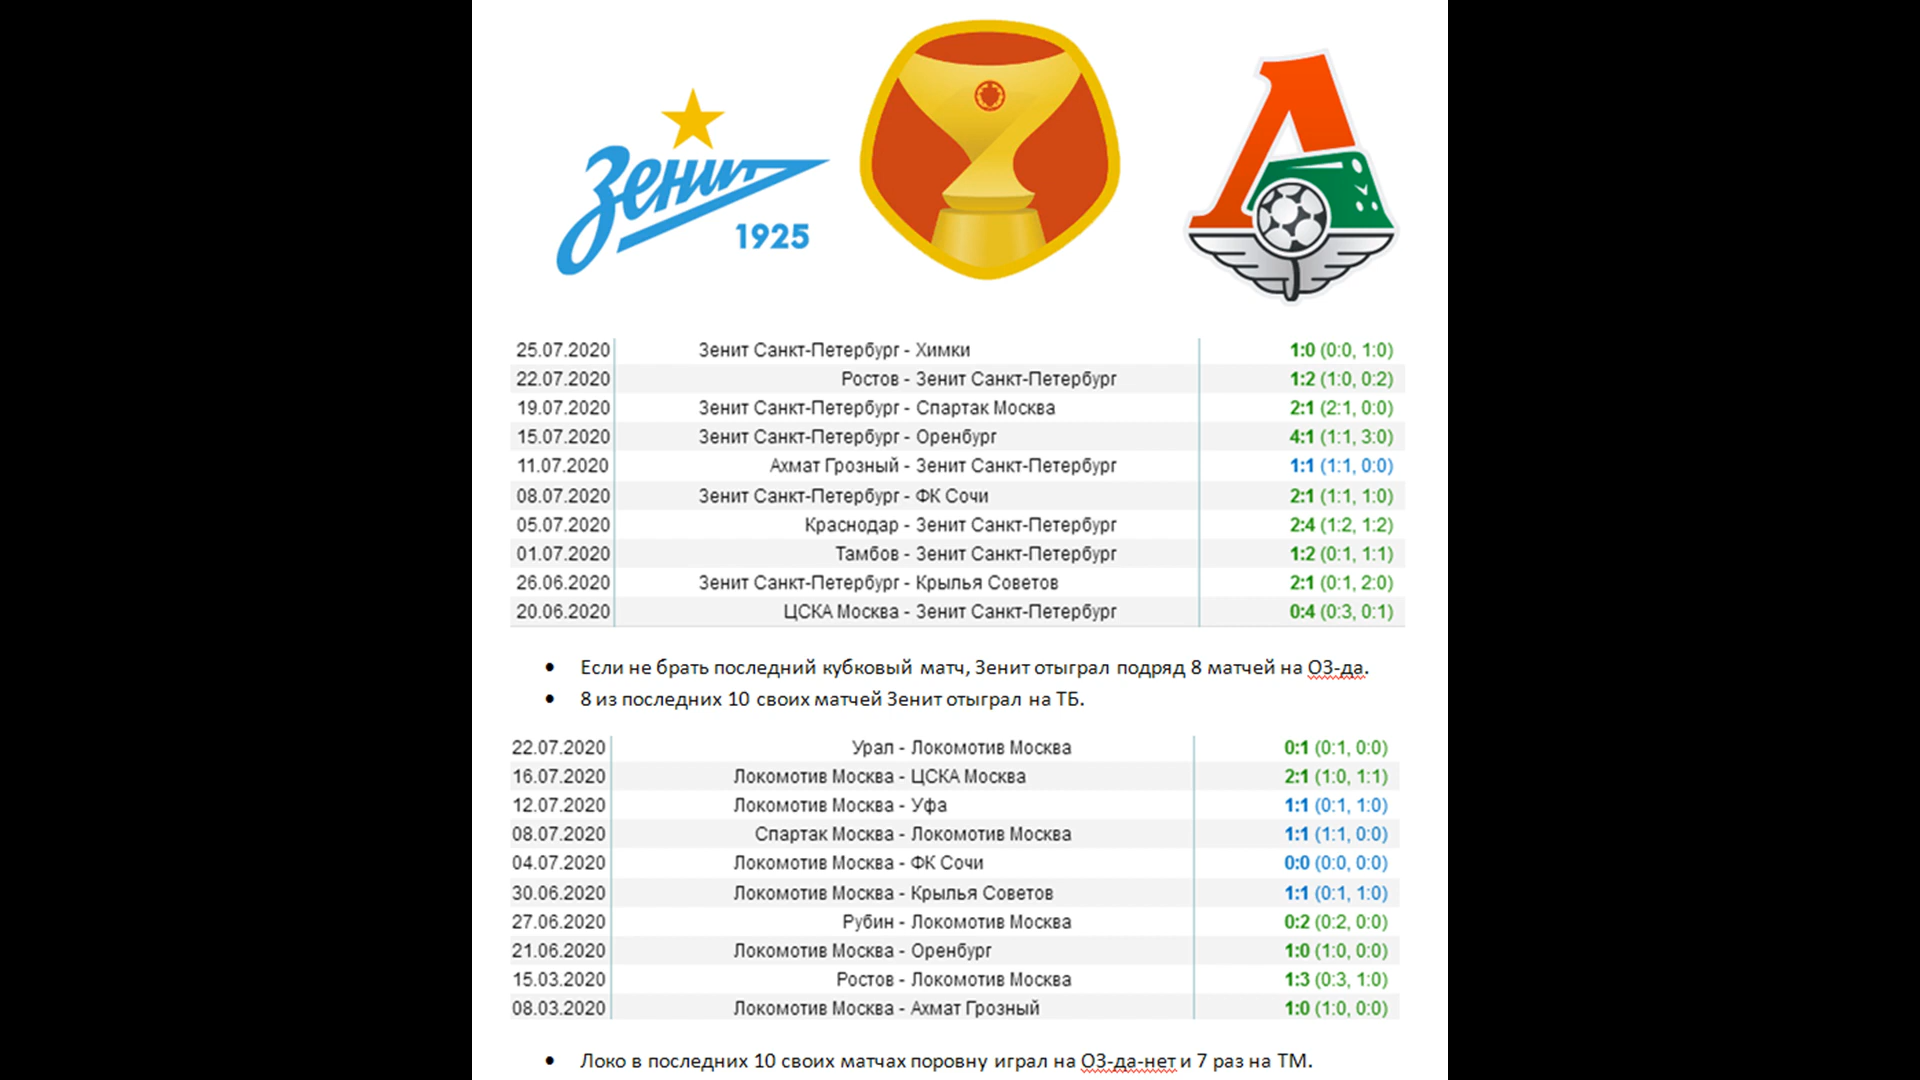 Зенит
1925
25.07.2020 Зенит Санкт-Петербург - Химки 1:0 (0:0, 1:0)
22.07.2020 Ростов - Зенит Санкт-Петербург 1:2 (1:0, 0:2)
19.07.2020 Зенит Санкт-Петербург - Спартак Москва 2:1 (2:1, 0:0)
15.07.2020 Зенит Санкт-Петербург - Оренбург 4:1 (1:1, 3:0)
11.07.2020 Ахмат Грозный - Зенит Санкт-Петербург 1:1 (1:1, 0:0)
08.07.2020 Зенит Санкт-Петербург - ФК Сочи 2:1 (1:1, 1:0)
05.07.2020 Краснодар - Зенит Санкт-Петербург 2:4 (1:2, 1:2)
01.07.2020 Тамбов - Зенит Санкт-Петербург 1:2 (0:1, 1:1)
26.06.2020 Зенит Санкт-Петербург - Крылья Советов 2:1 (0:1, 2:0)
20.06.2020 ЦСКА Москва - Зенит Санкт-Петербург 0:4 (0:3, 0:1)
• Если не брать последний кубковый матч, Зенит отыграл подряд 8 матчей на ОЗ-да.
• 8 из последних 10 своих матчей Зенит отыграл на ТБ.
22.07.2020 Урал - Локомотив Москва 0:1 (0:1, 0:0)
16.07.2020 Локомотив Москва - ЦСКА Москва 2:1 (1:0, 1:1)
12.07.2020 Локомотив Москва - Уфа 1:1 (0:1, 1:0)
08.07.2020 Спартак Москва - Локомотив Москва 1:1 (1:1, 0:0)
04.07.2020 Локомотив Москва - ФК Сочи 0:0 (0:0, 0:0)
30.06.2020 Локомотив Москва - Крылья Советов 1:1 (0:1, 1:0)
27.06.2020 Рубин - Локомотив Москва 0:2 (0:2, 0:0)
21.06.2020 Локомотив Москва - Оренбург 1:0 (1:0, 0:0)
15.03.2020 Ростов - Локомотив Москва 1:3 (0:3, 1:0)
08.03.2020 Локомотив Москва - Ахмат Грозный 1:0 (1:0, 0:0)
• Локо в последних 10 своих матчах поровну играл на ОЗ-да-нет и 7 раз на ТМ.